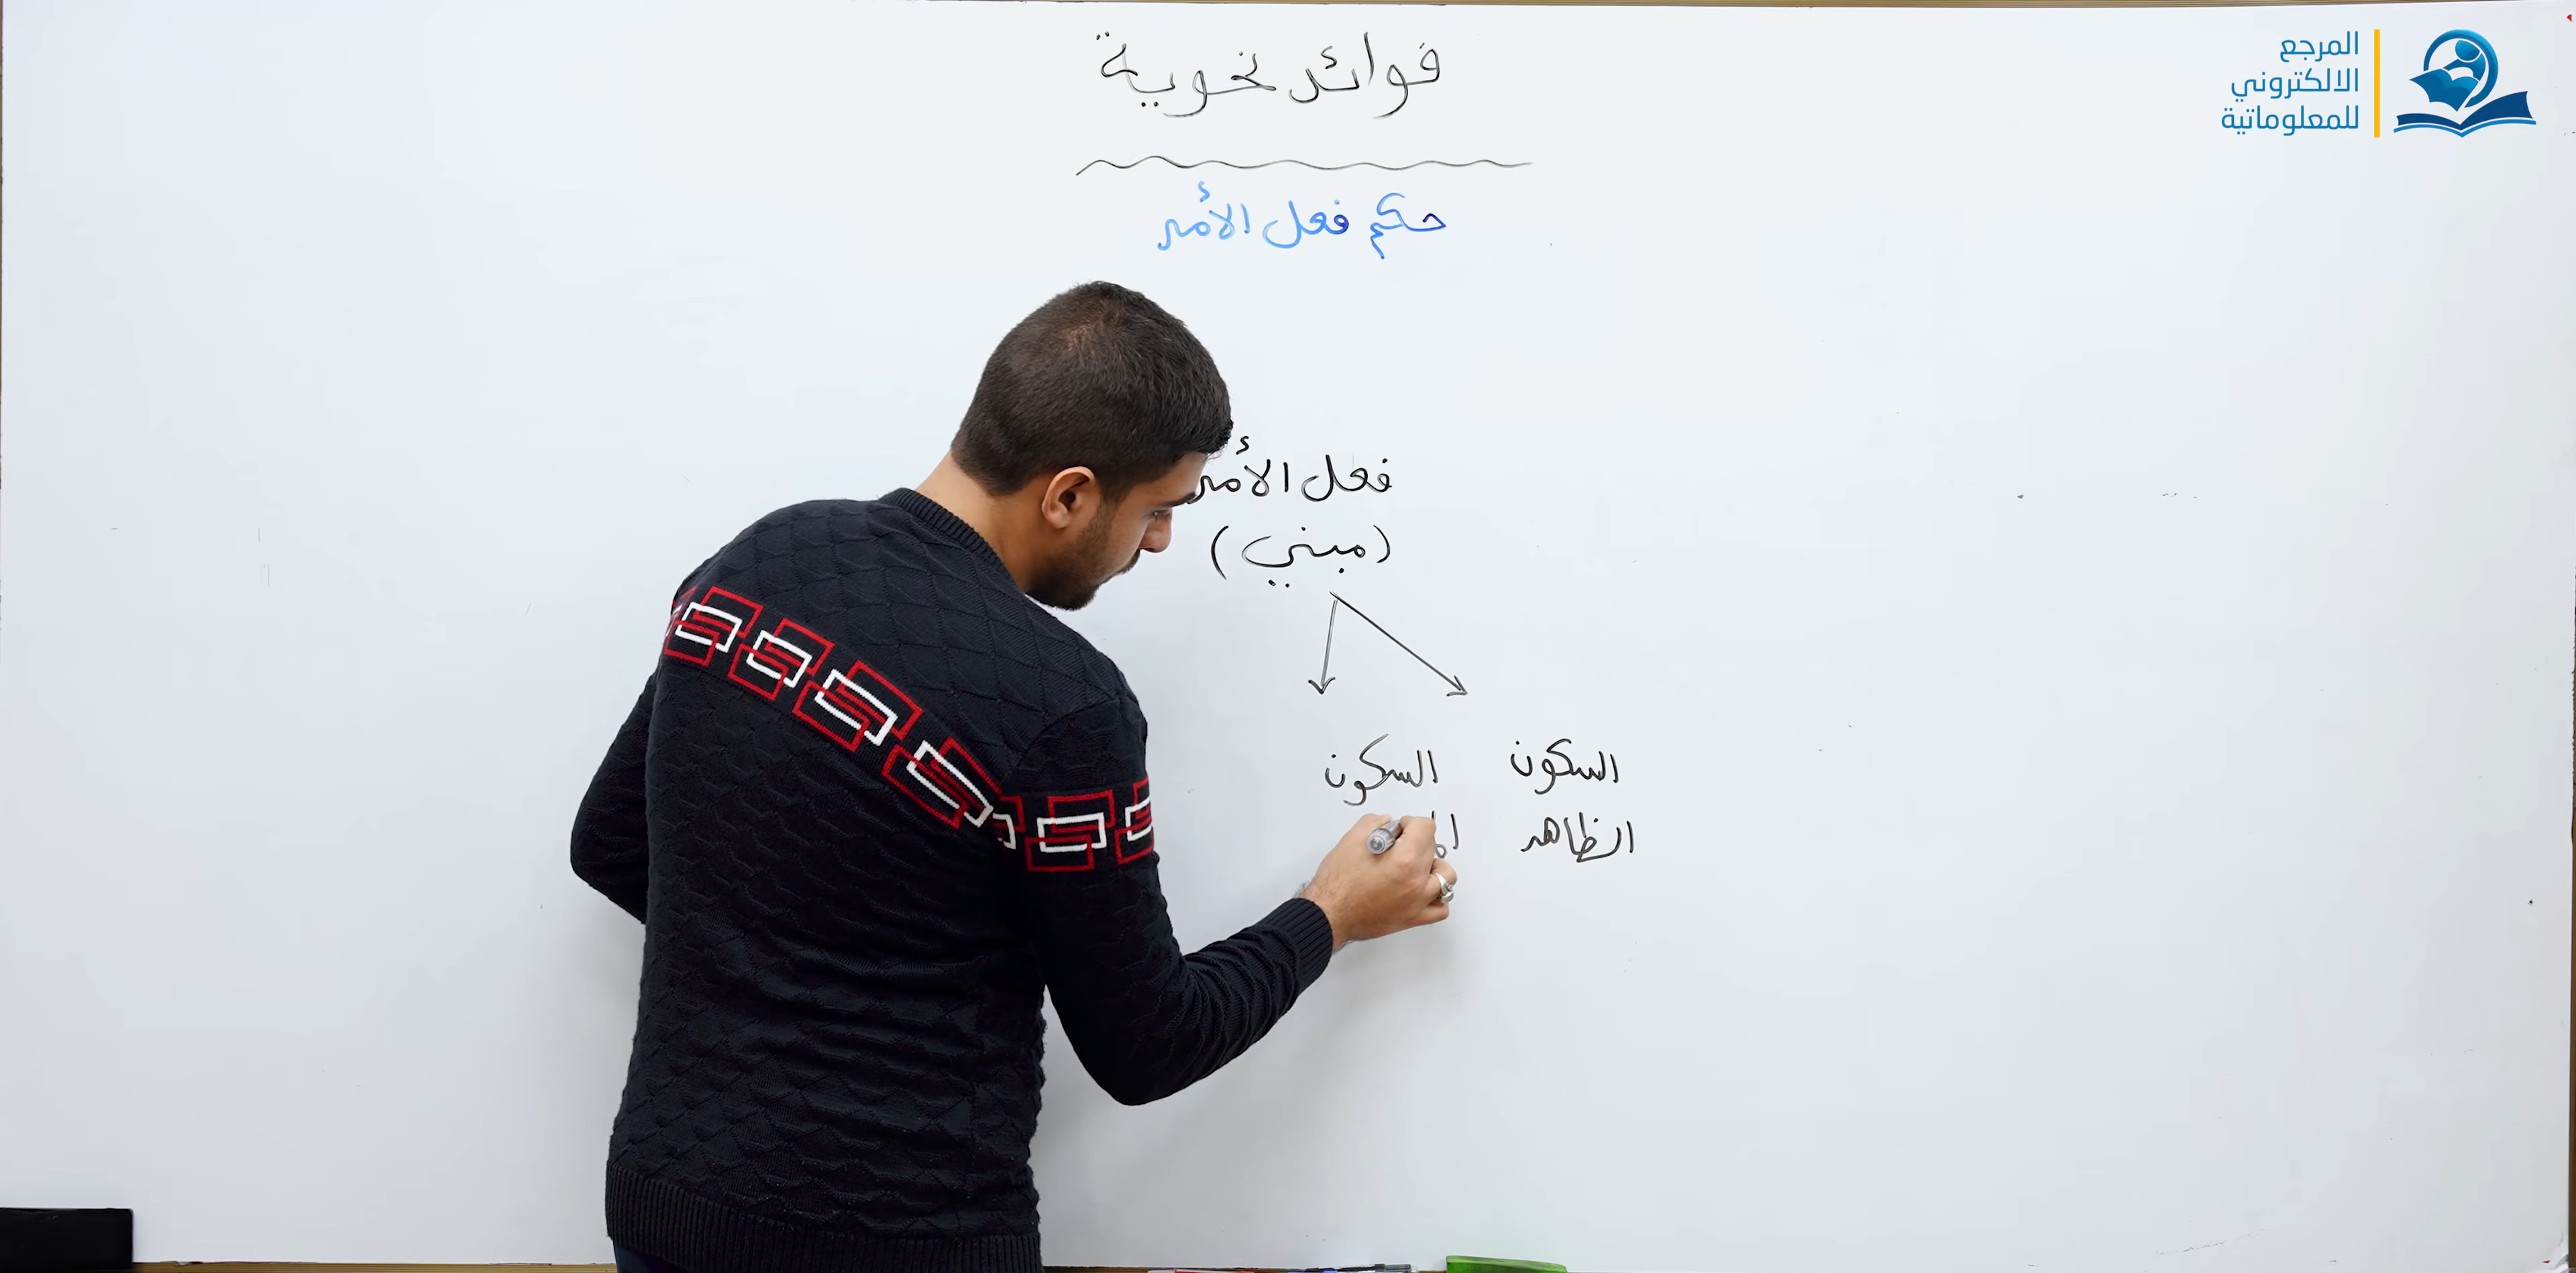 المرجع
الالكتروني
للمعلوماتية
فوائد نحوية
حكم فعل الأمر
فعل الأمر
(مبني)
السكون
الظاهر
السكون